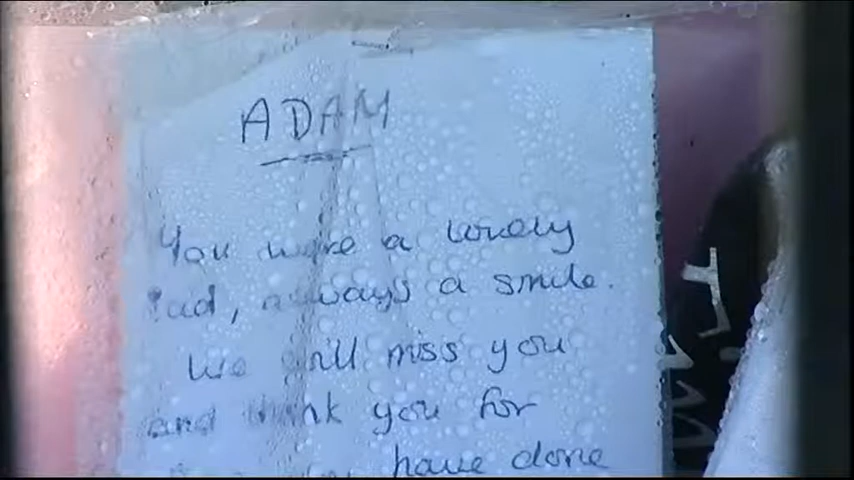 ADAM
You were a lovely
lad, always a smile.
We will miss you
and thank you for
have done